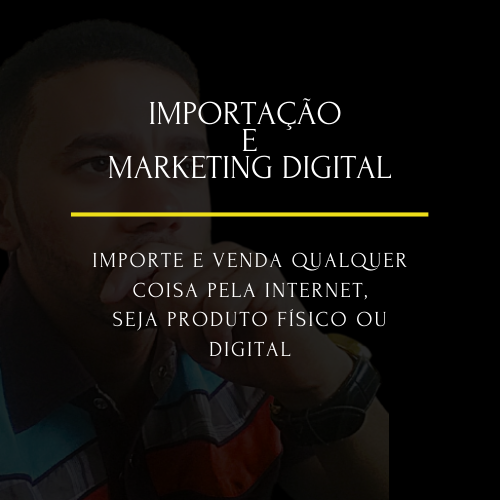 IMPORTAÇÃO
E
MARKETING DIGITAL
IMPORTE E VENDA QUALQUER
COISA PELA INTERNET,
SEJA PRODUTO FÍSICO OU
DIGITAL